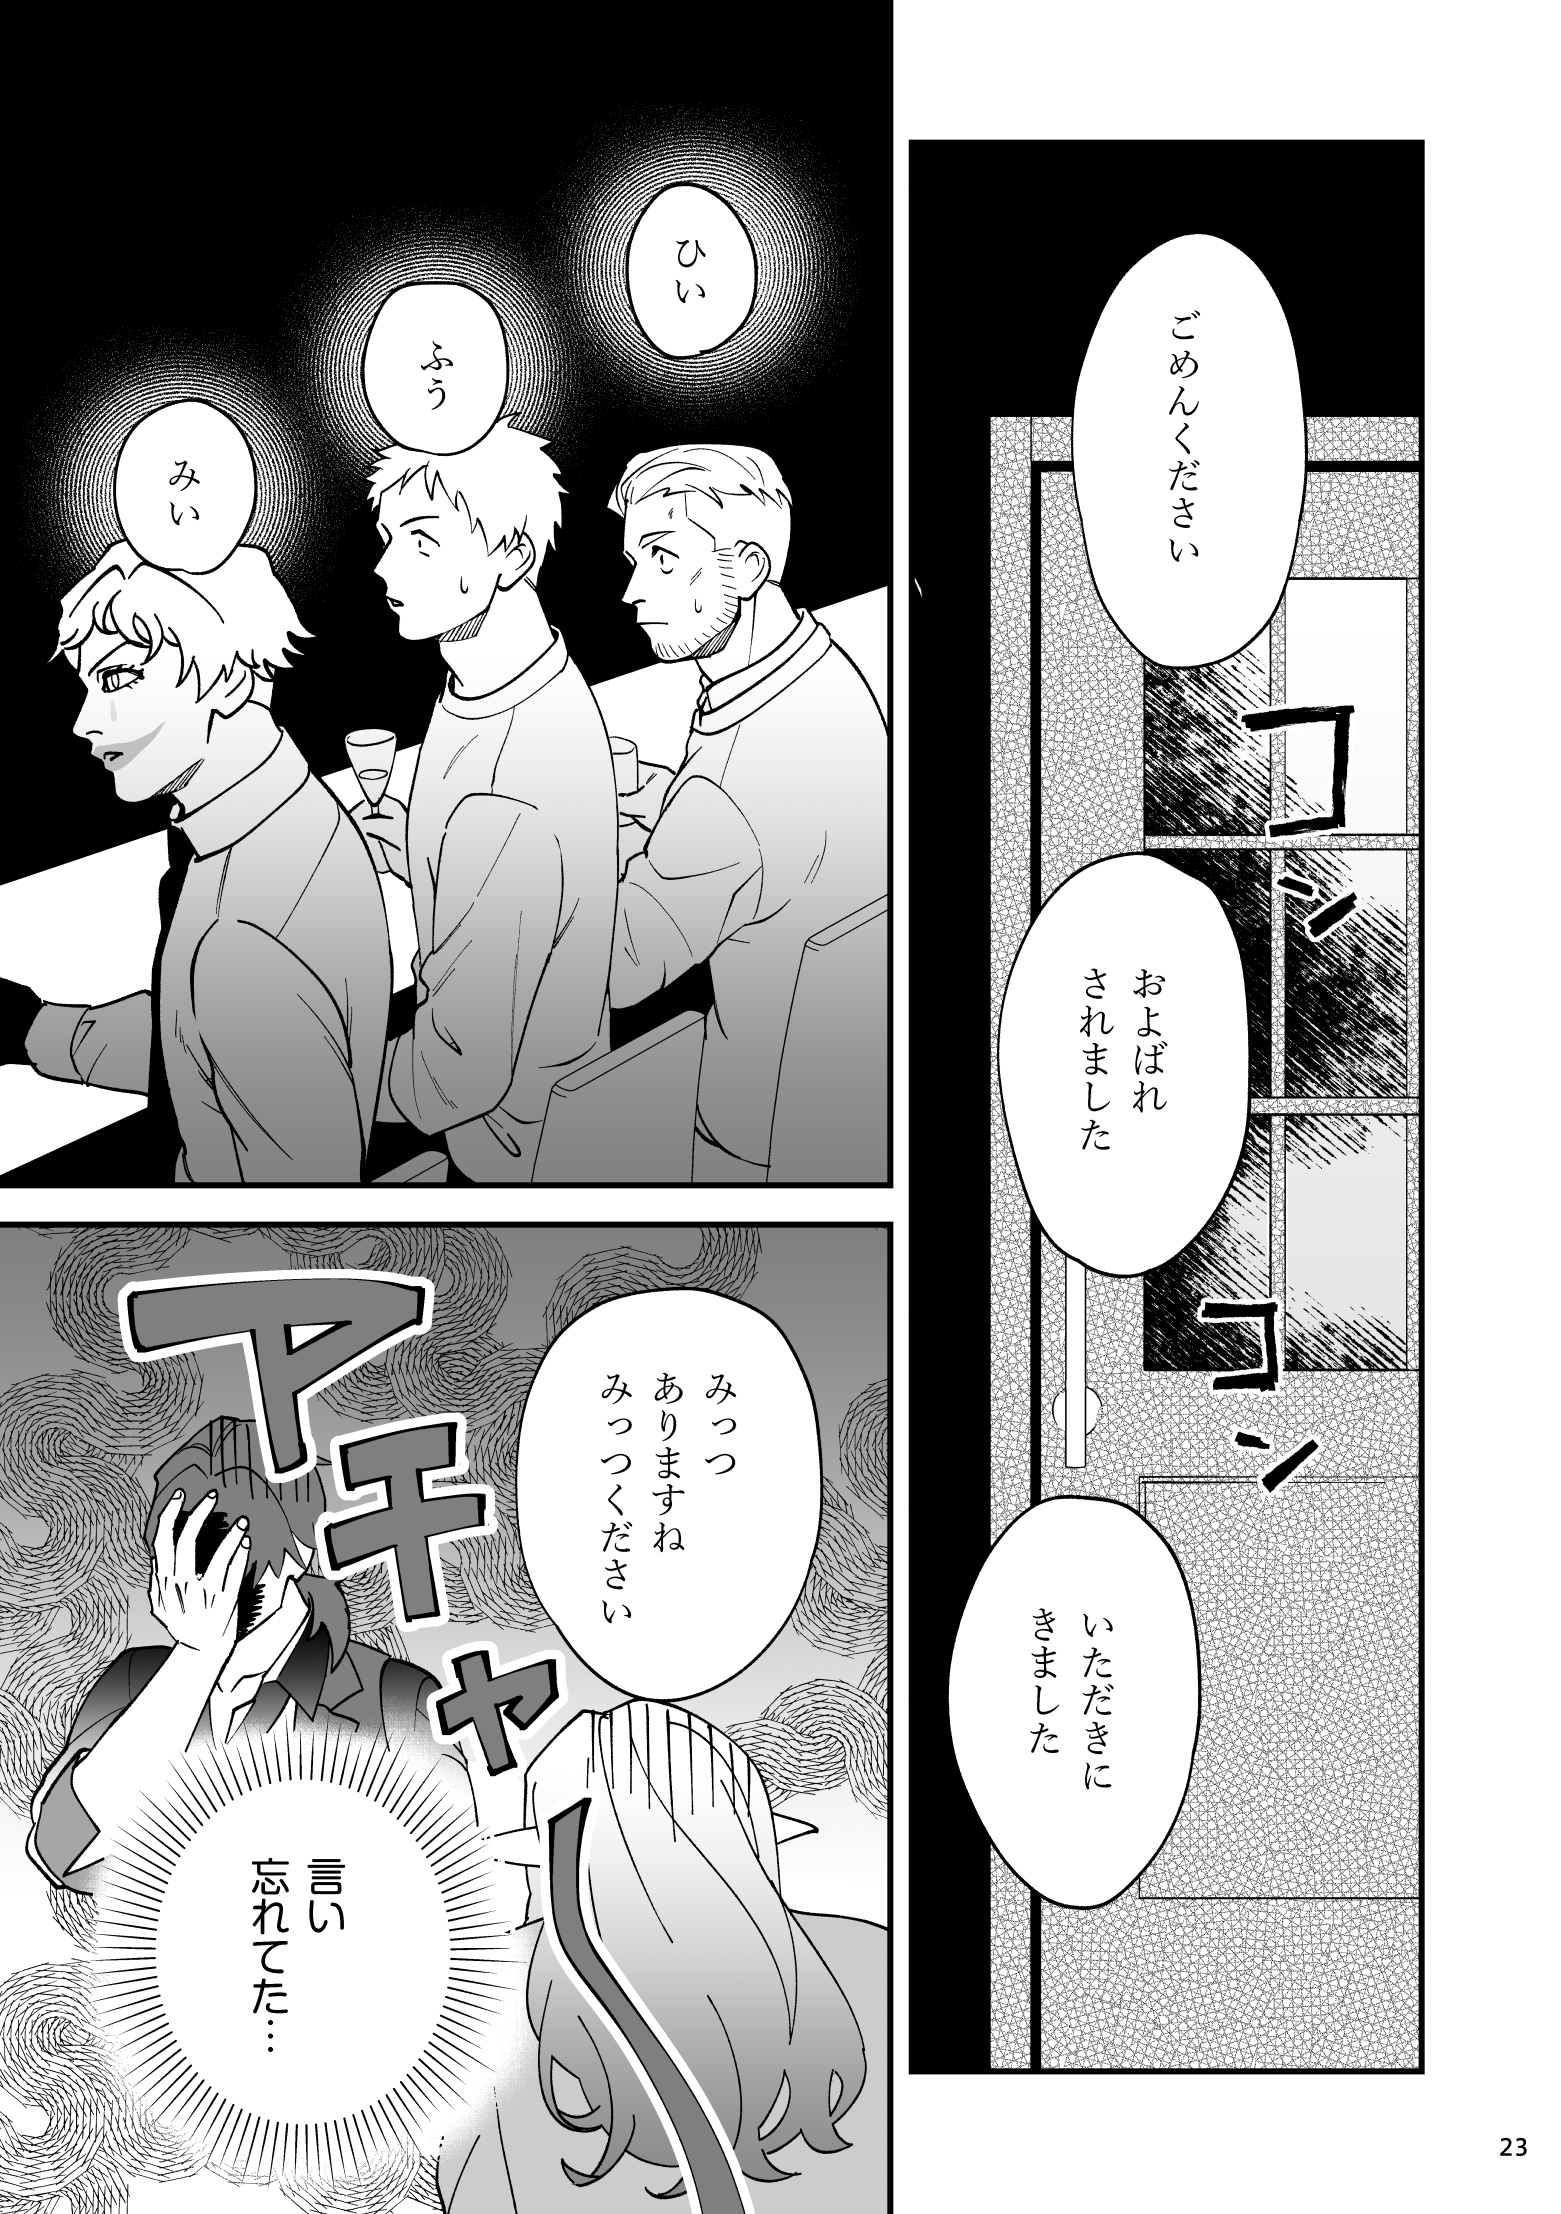 ごめんください
コンコン
およばれ
されました
いただきに
きました
ひい
ふう
みい
みっつ
ありますね
みっつください
アチャー
言い
忘れてた…
23